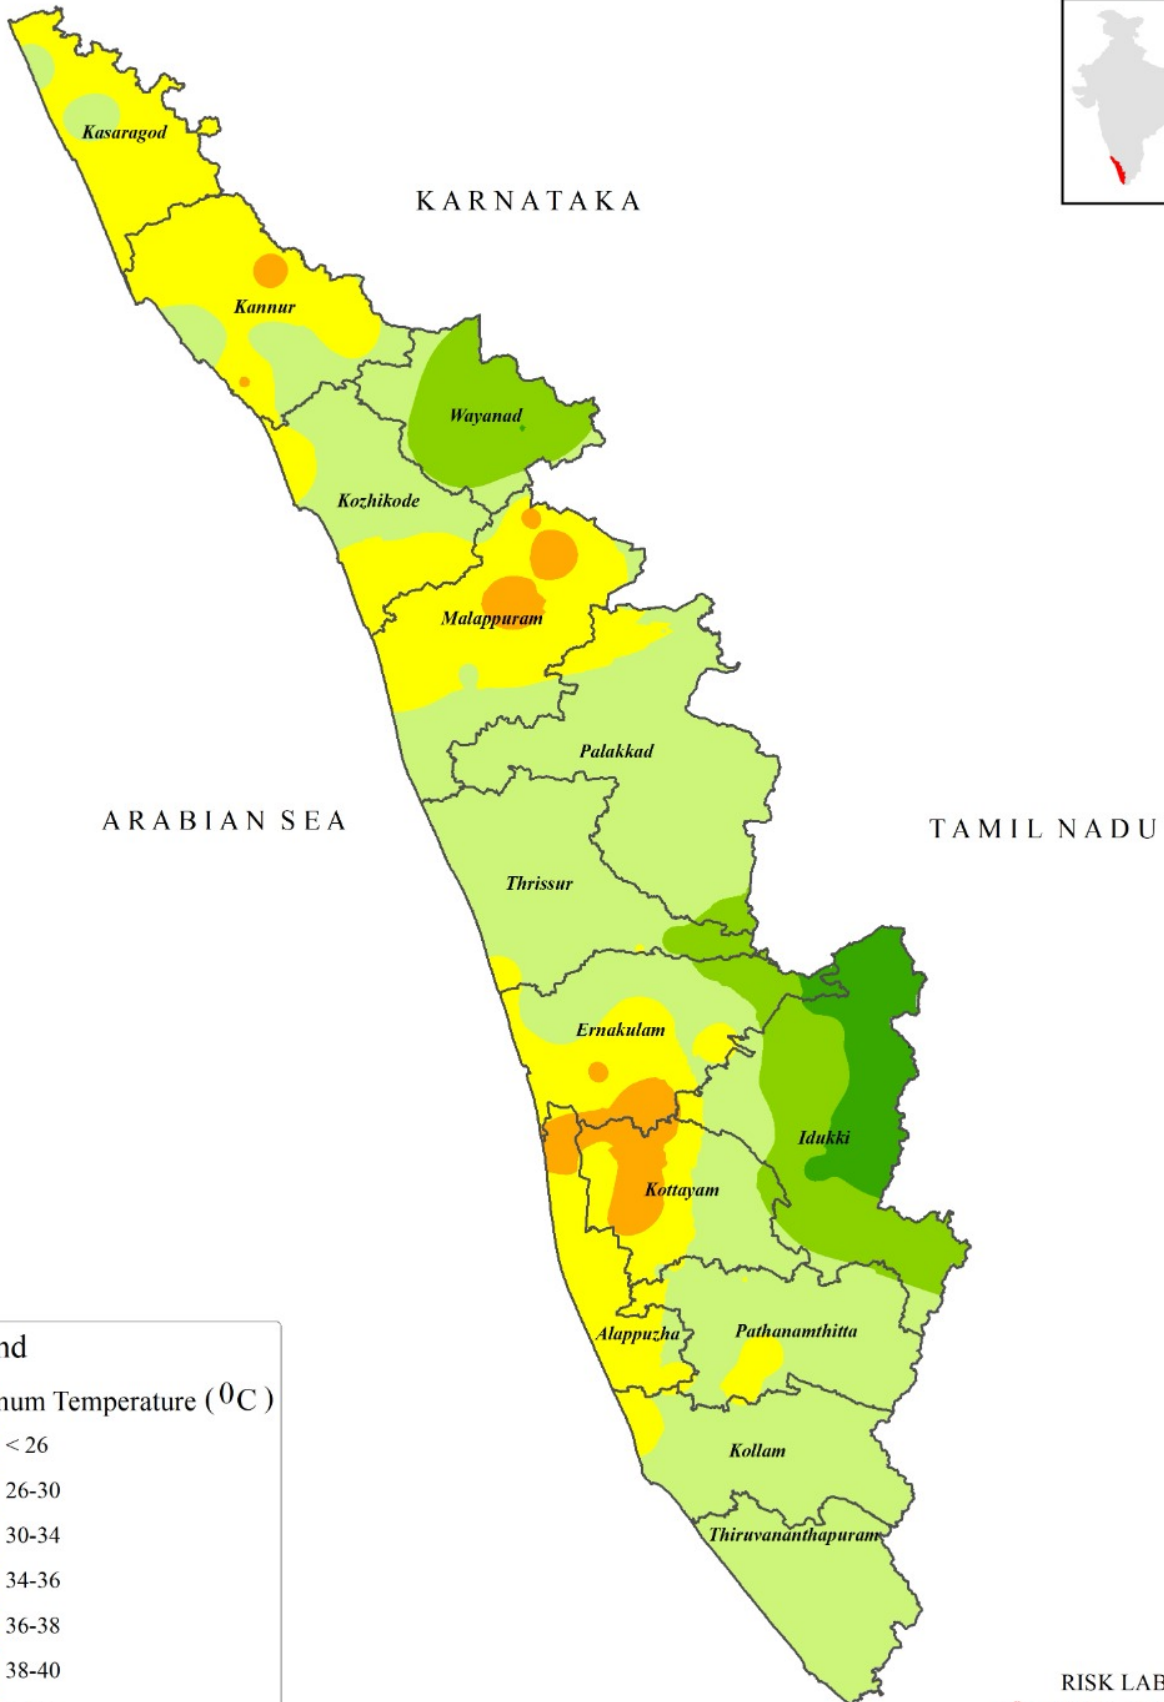 Kasaragod
KARNATAKA
Kannur
Wayanad
Kozhikode
Malappuram
Palakkad
ARABIAN SEA
TAMIL NADU
Thrissur
Ernakulam
Idukki
Kottayam
Alappuzha
Pathanamthitta
nd
num Temperature (⁰C)
< 26
26-30
30-34
34-36
36-38
38-40
Kollam
Thiruvananthapuram
RISK LAB